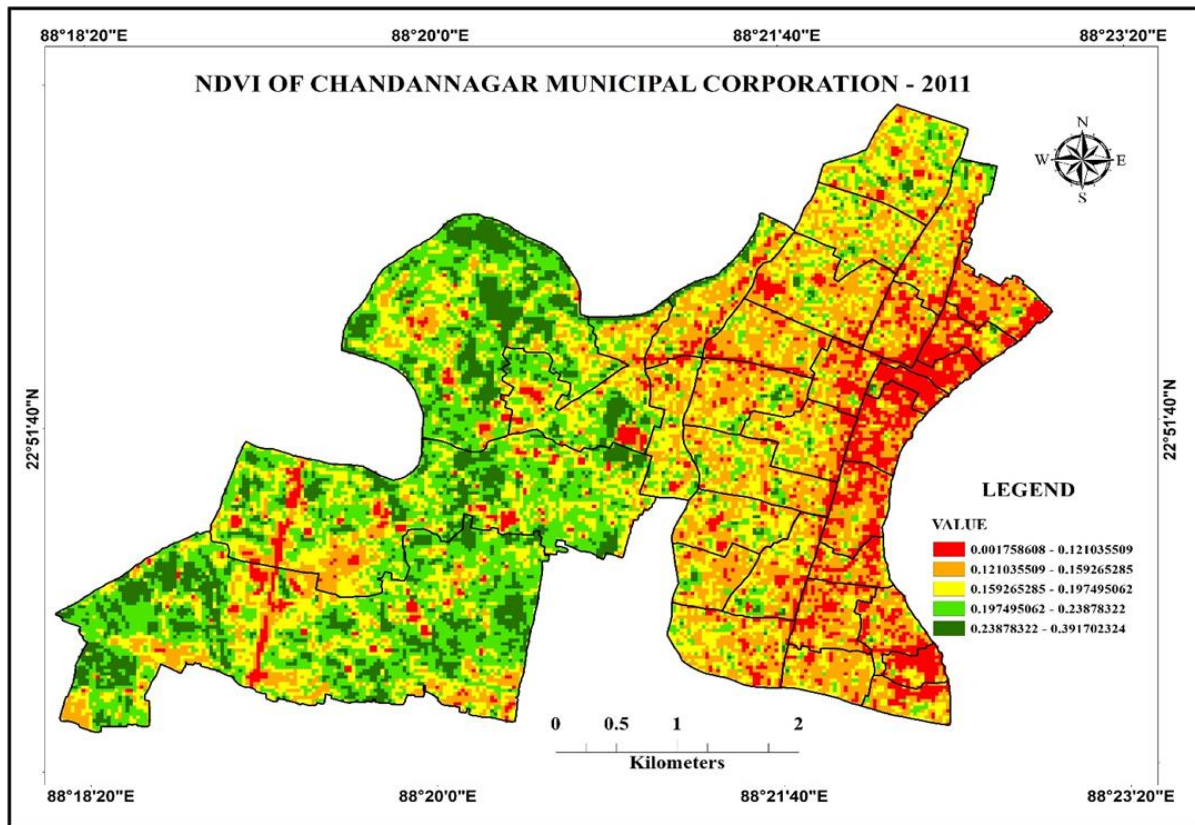 88°18'20"E 88°20'0"E 88°21'40"E 88°23'20"E
NDVI OF CHANDANNAGAR MUNICIPAL CORPORATION - 2011
N
W E
S
22°51'40"N
22°51'40"N
LEGEND
VALUE
0.001758608 - 0.121035509
0.121035509 - 0.159265285
0.159265285 - 0.197495062
0.197495062 - 0.23878322
0.23878322 - 0.391702324
0 0.5 1 2
Kilometers
88°18'20"E 88°20'0"E 88°21'40"E 88°23'20"E